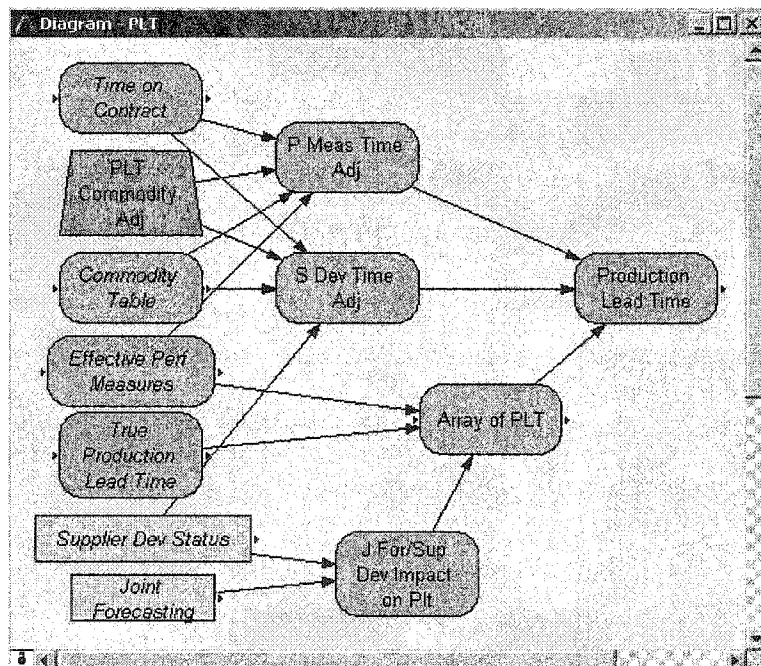 Diagram - PLT
Time on
Contract
P Meas Time
Adj
PLT
Commodity
Adj
Commodity
Table
S Dev Time
Adj
Production
Lead Time
Effective Perf
Measures
Array of PLT
True
Production
Lead Time
Supplier Dev Status
J For/Sup
Dev Impact
on Plt
Joint
Forecasting